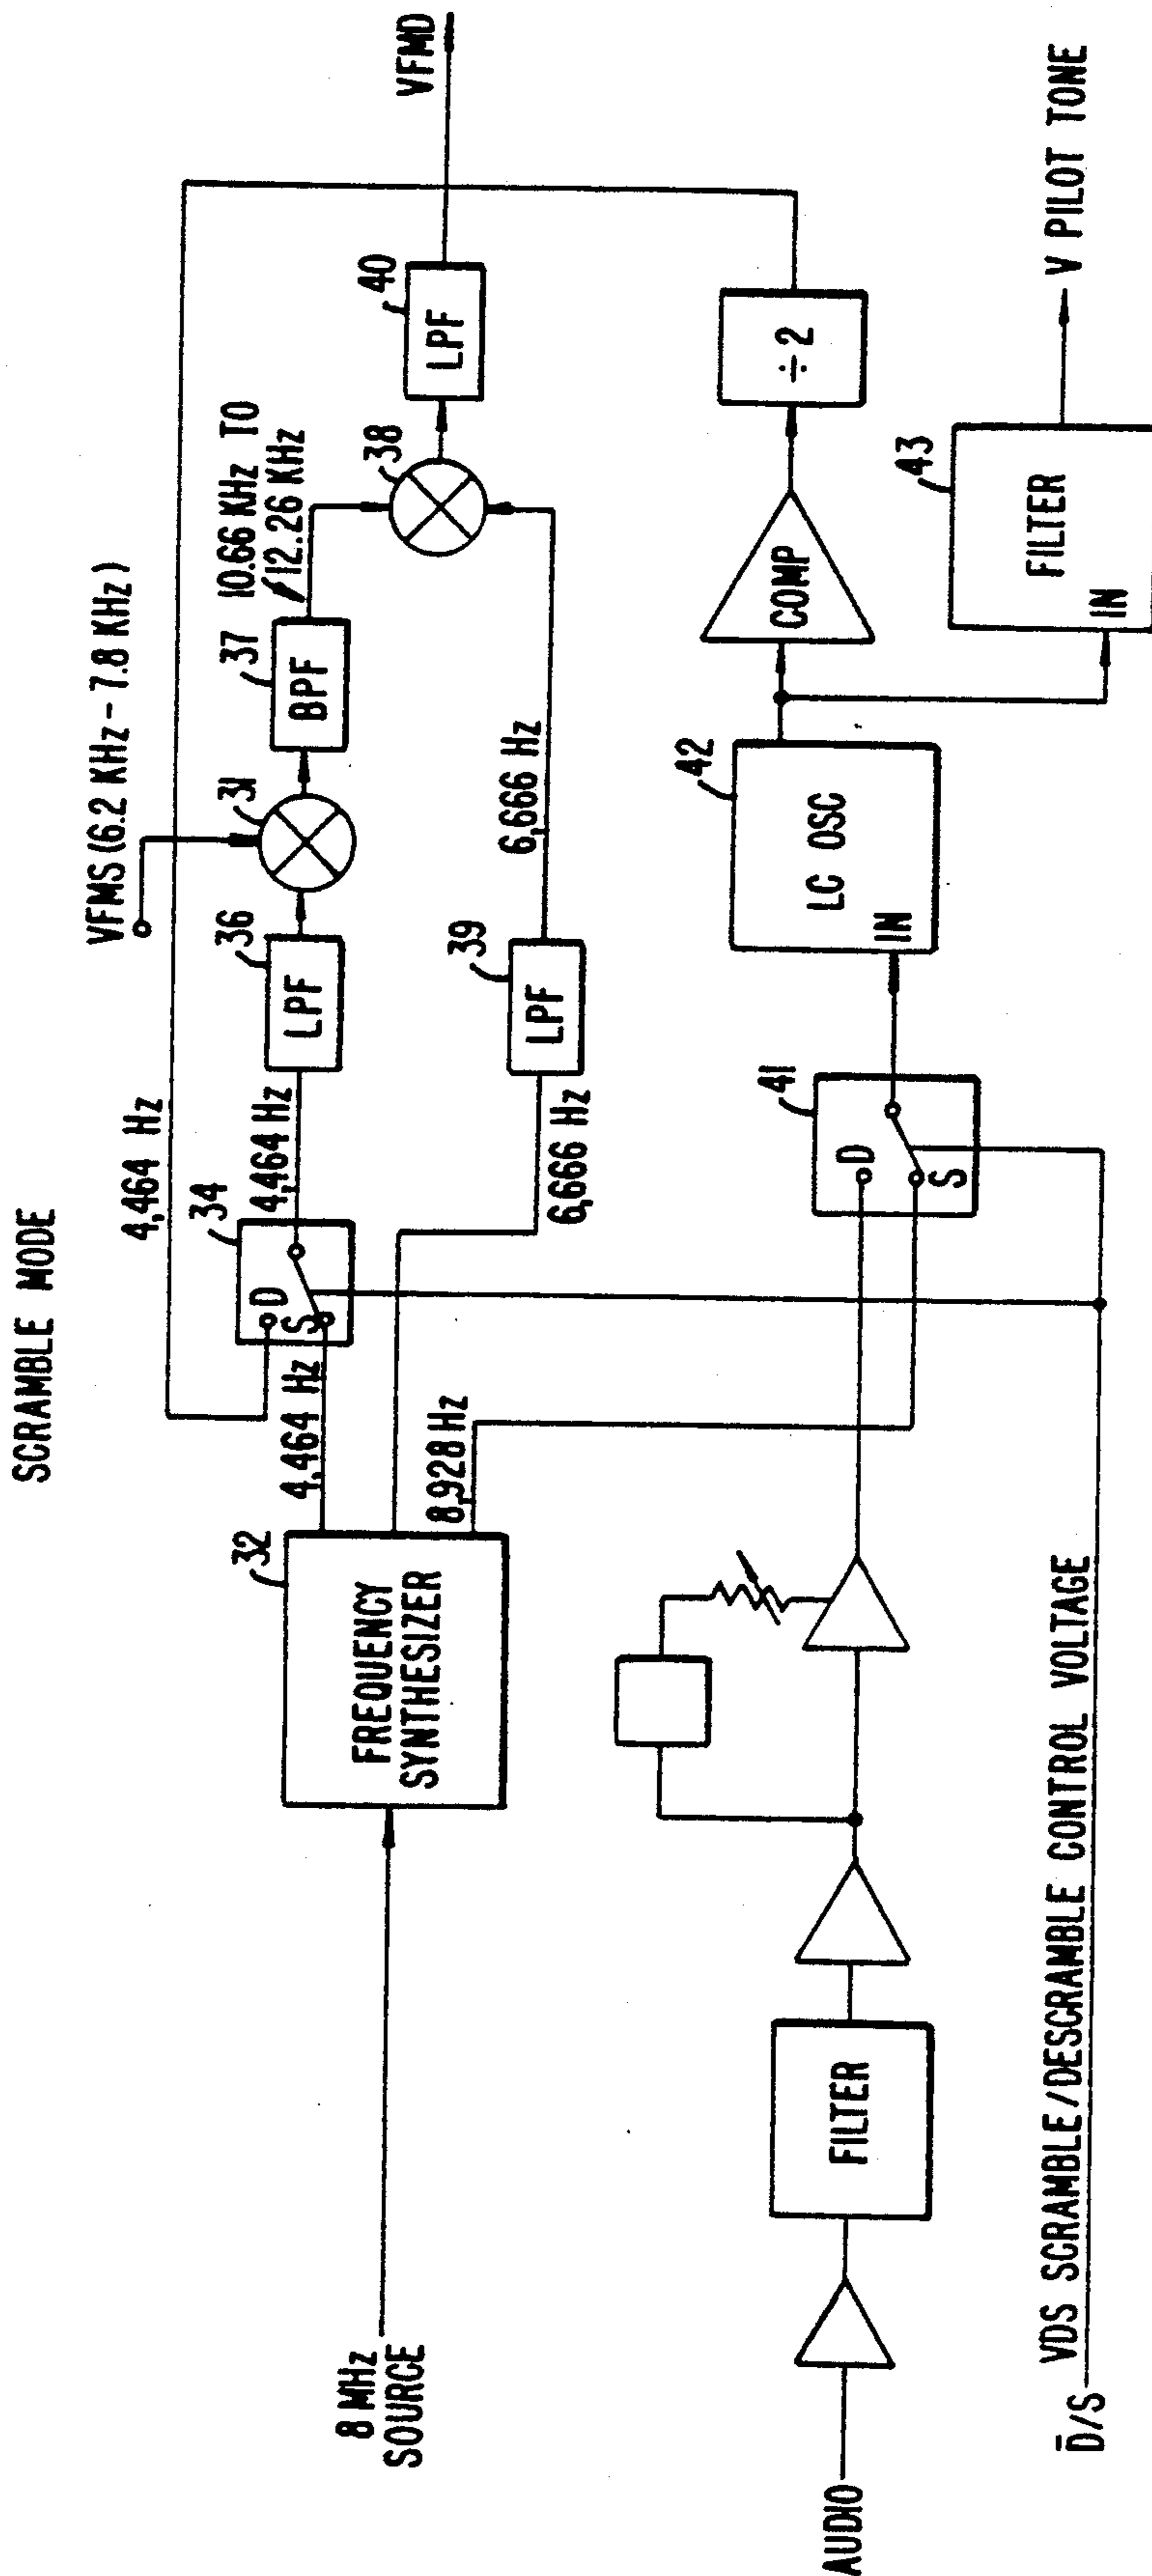 SCRAMBLE MODE
4,464 Hz
VFMS (6.2 KHz - 7.8 KHz)
34
D
S
4,464 Hz
4,464 Hz
36
LPF
31
37
BPF
10.66 KHz TO
12.26 KHz
38
40
LPF
VFMD
8 MHz
SOURCE
32
FREQUENCY
SYNTHESIZER
8,928 Hz
6,666 Hz
39
LPF
6,666 Hz
AUDIO
FILTER
41
D
S
42
LC OSC
IN
COMP
÷ 2
43
FILTER
IN
V PILOT TONE
D̄/S
VDS SCRAMBLE/DESCRAMBLE CONTROL VOLTAGE